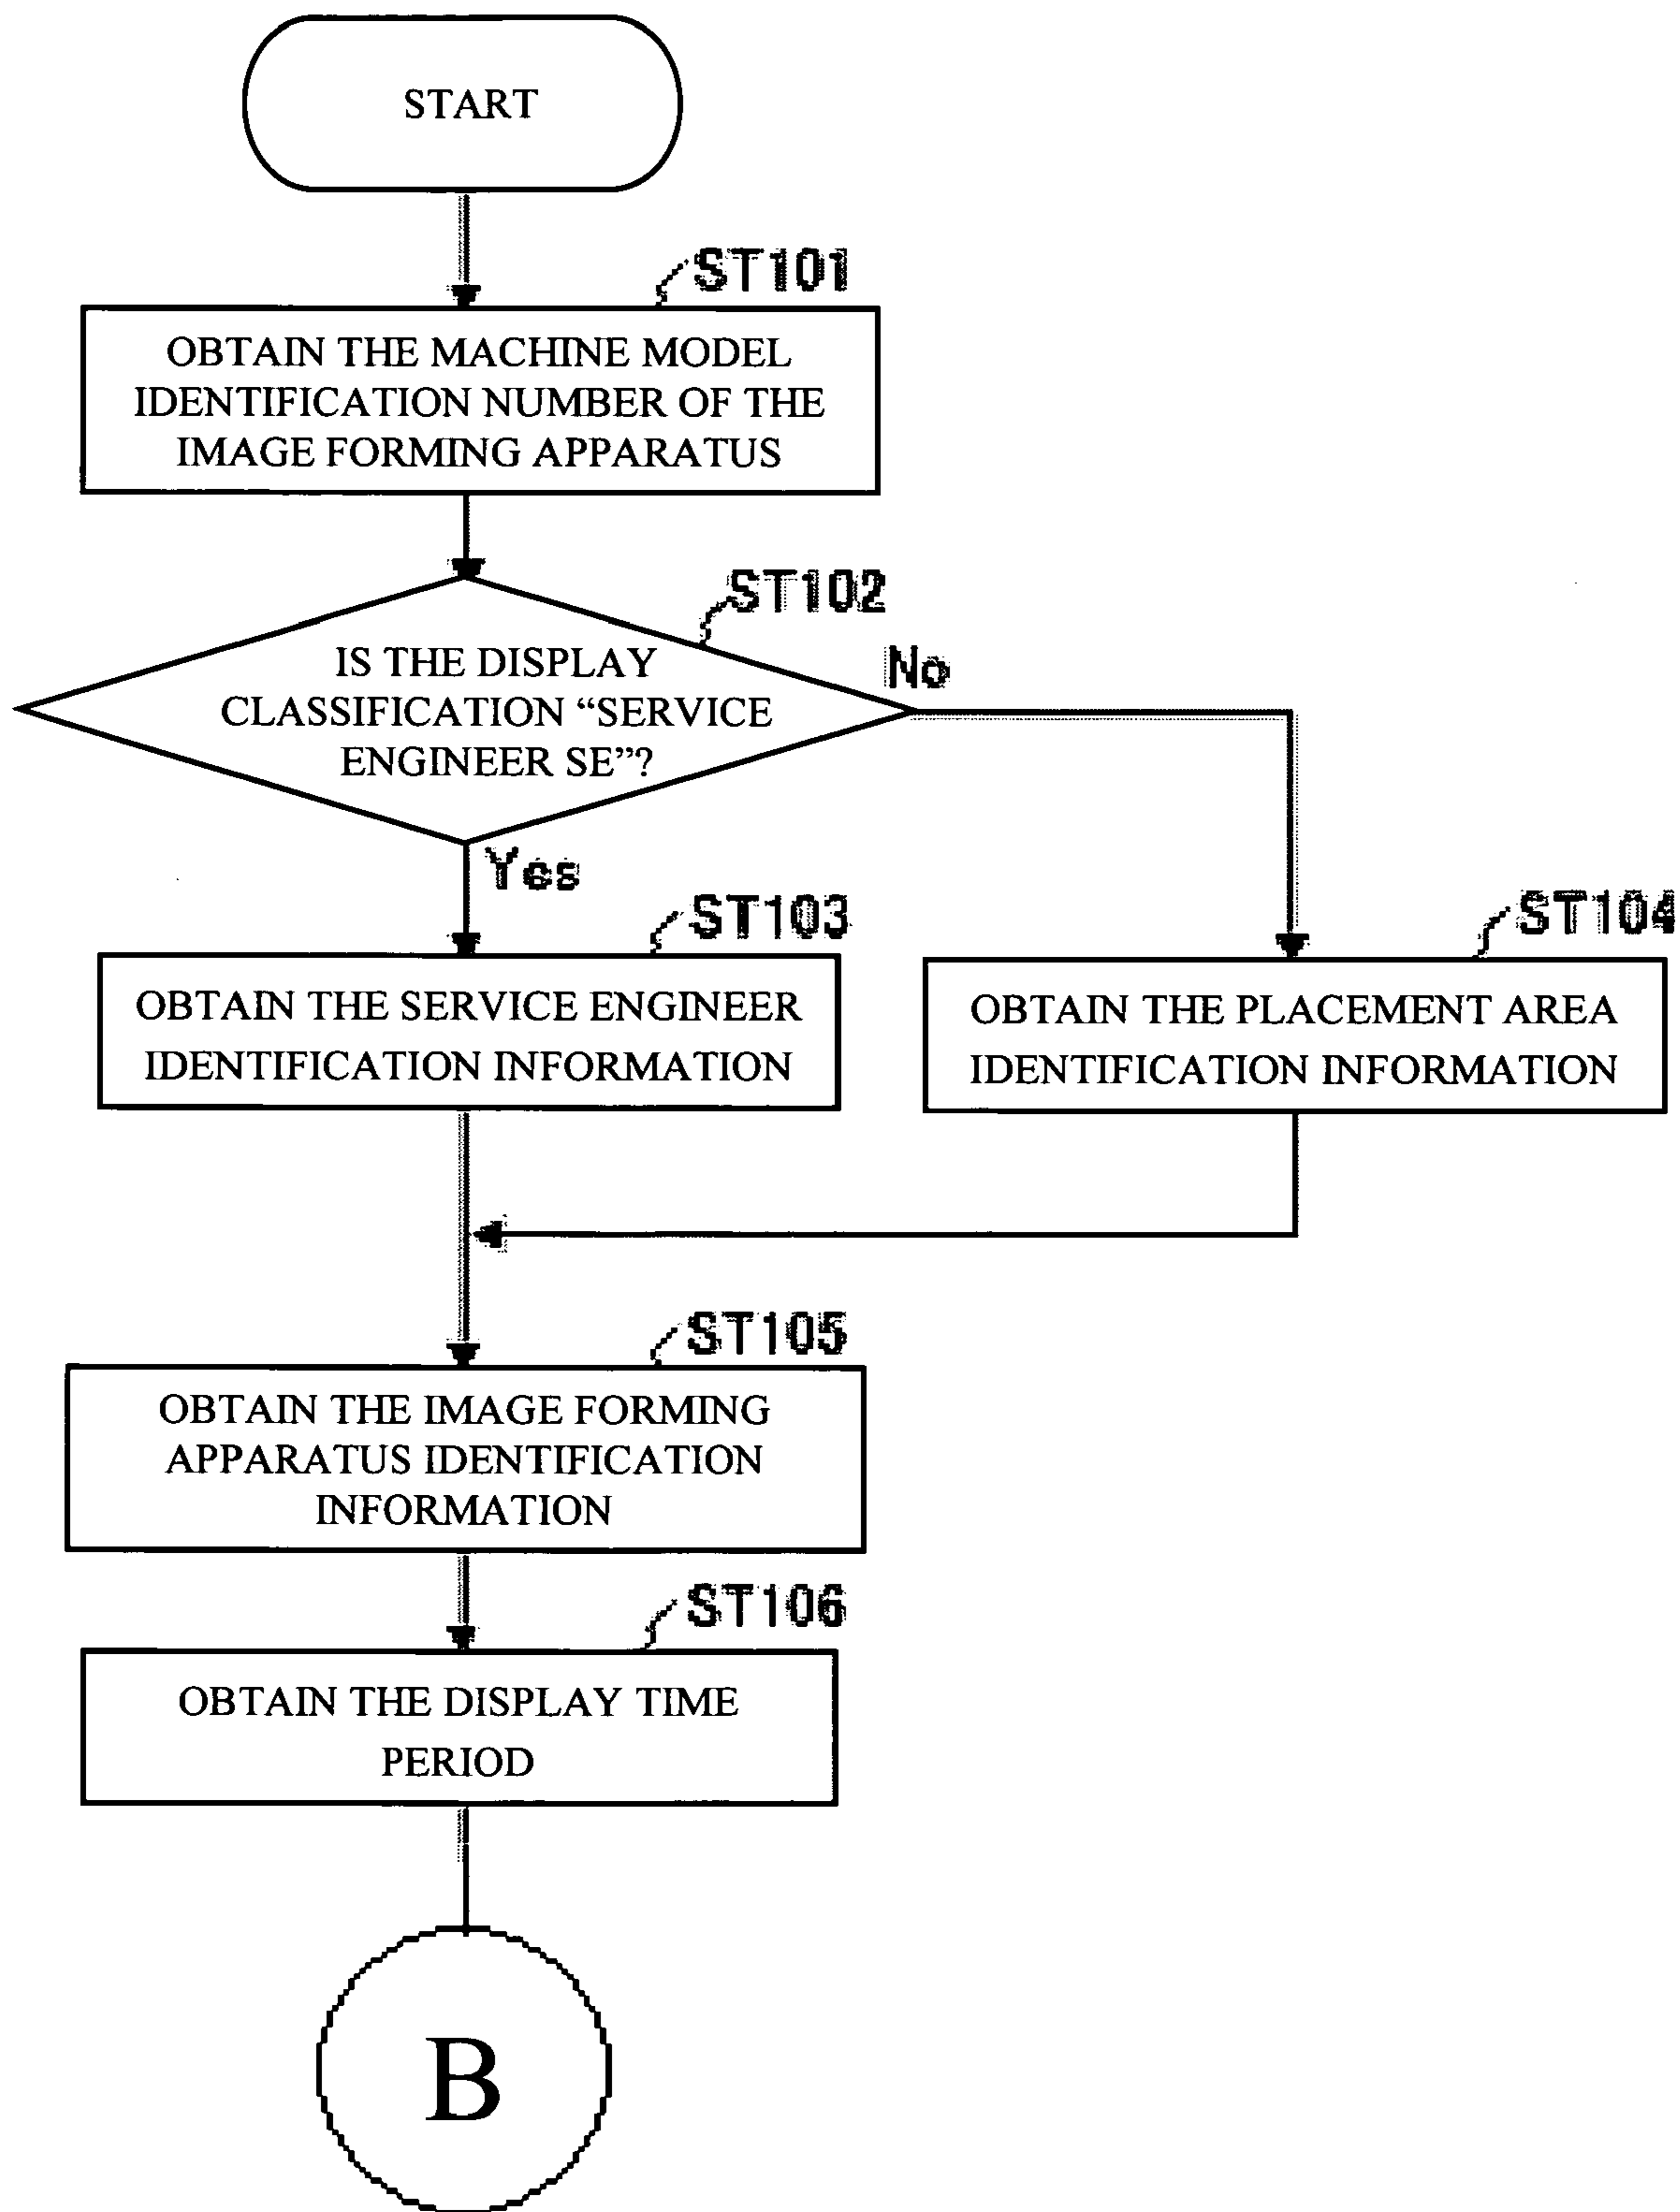 START
ST101
OBTAIN THE MACHINE MODEL
IDENTIFICATION NUMBER OF THE
IMAGE FORMING APPARATUS
ST102
IS THE DISPLAY
CLASSIFICATION “SERVICE
ENGINEER SE”?
No
Yes
ST103
OBTAIN THE SERVICE ENGINEER
IDENTIFICATION INFORMATION
ST104
OBTAIN THE PLACEMENT AREA
IDENTIFICATION INFORMATION
ST105
OBTAIN THE IMAGE FORMING
APPARATUS IDENTIFICATION
INFORMATION
ST106
OBTAIN THE DISPLAY TIME
PERIOD
B